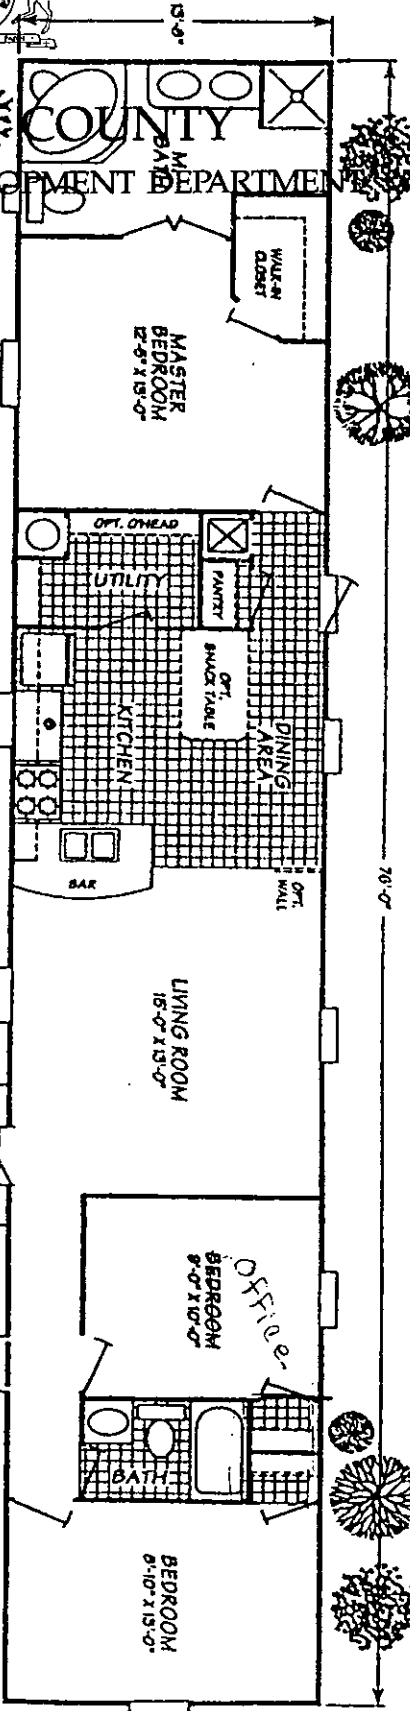 13'-8"
COUNTY
OPMENT DEPARTMENT
M.
BATH
WALK-IN
CLOSET
MASTER
BEDROOM
12'-6" X 13'-0"
OPT. O'HEAD
UTILITY
PANTRY
OPT.
SNACK TABLE
KITCHEN
DINING
AREA
BAR
OPT.
WALL
70'-0"
LIVING ROOM
15'-0" X 13'-0"
BEDROOM
9'-0" X 10'-0"
Office
BATH
BEDROOM
8'-10" X 13'-0"